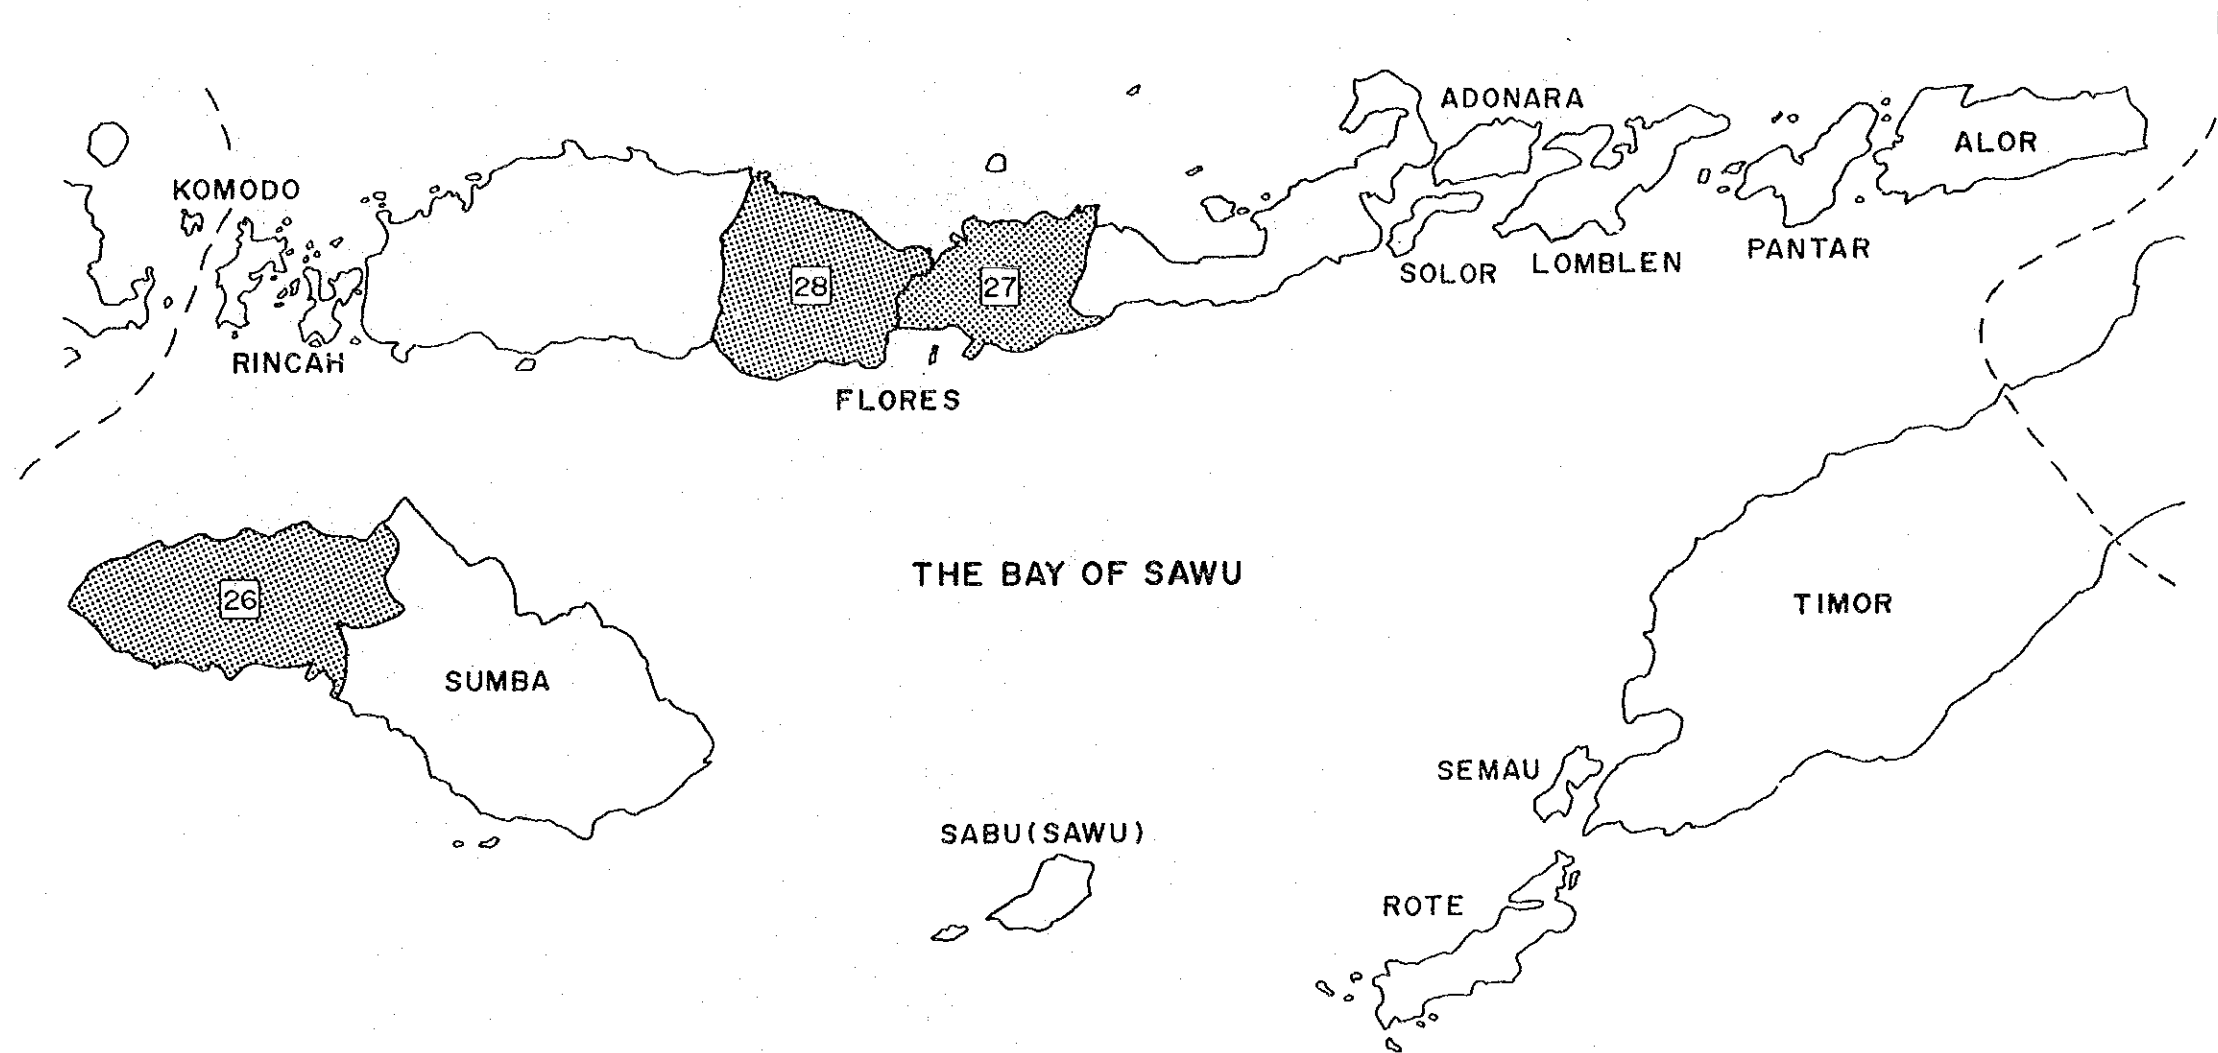 ADONARA
ALOR
KOMODO
PANTAR
LOMBLEN
SOLOR
28
27
RINCAH
FLORES
THE BAY OF SAWU
26
TIMOR
SUMBA
SEMAU
SABU(SAWU)
ROTE